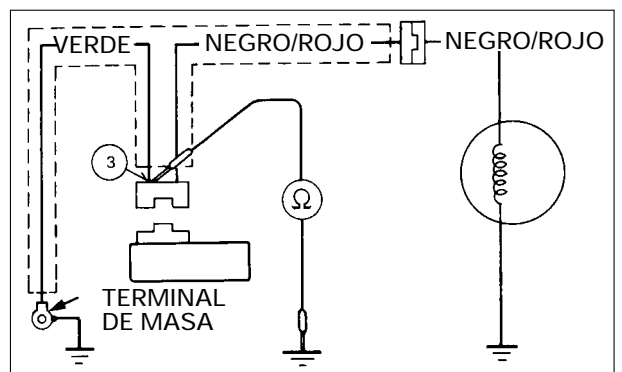 VERDE
NEGRO/ROJO
NEGRO/ROJO
3
Ω
TERMINAL
DE MASA